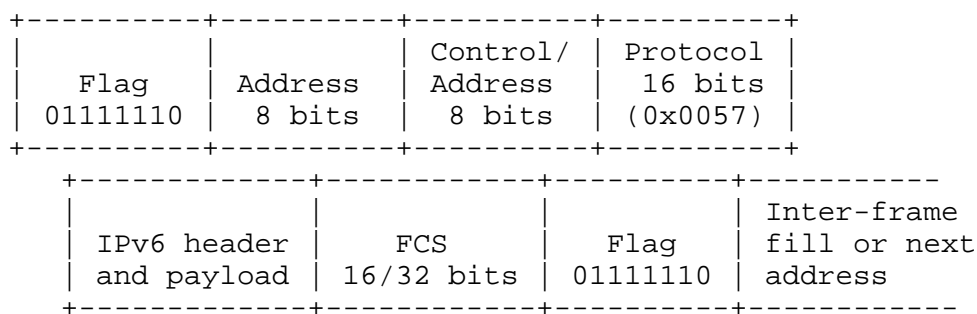 +----------+----------+----------+----------+
|          |          | Control/ | Protocol |
|   Flag   | Address  | Address  |  16 bits |
| 01111110 |  8 bits  |  8 bits  | (0x0057) |
+----------+----------+----------+----------+
   +-------------+-------------+----------+-----------
   |             |             |          | Inter-frame
   | IPv6 header |     FCS     |   Flag   | fill or next
   | and payload | 16/32 bits  | 01111110 | address
   +-------------+-------------+----------+------------